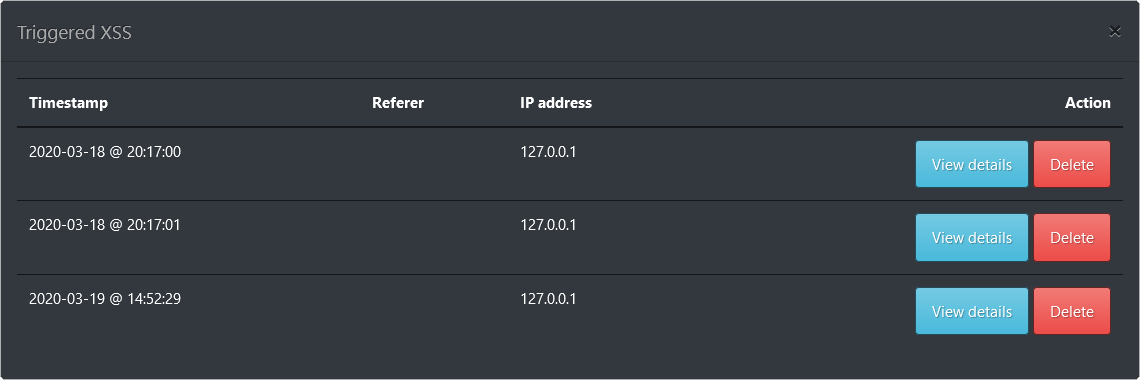 Triggered XSS ×
Timestamp Referer IP address Action
2020-03-18 @ 20:17:00 127.0.0.1 View details Delete
2020-03-18 @ 20:17:01 127.0.0.1 View details Delete
2020-03-19 @ 14:52:29 127.0.0.1 View details Delete